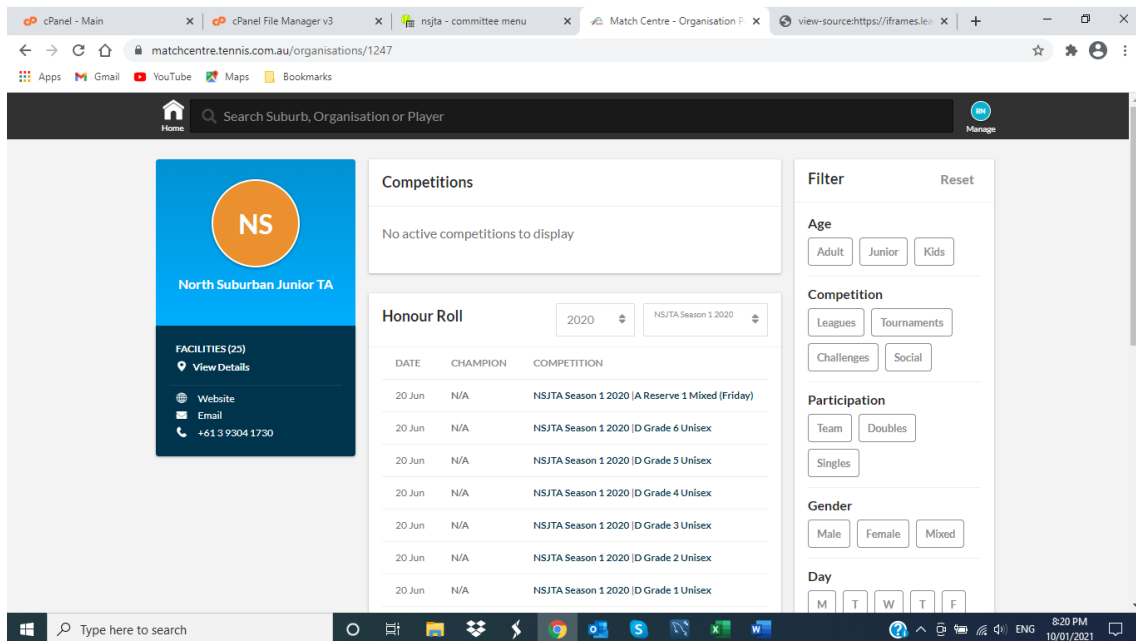 cPanel - Main
cPanel File Manager v3
nsjta - committee menu
Match Centre - Organisation P
view-source:https://iframes.lea
matchcentre.tennis.com.au/organisations/1247
Apps Gmail YouTube Maps Bookmarks
Home
Search Suburb, Organisation or Player
RN
Manage
NS
North Suburban Junior TA
FACILITIES (25)
View Details
Website
Email
+61 3 9304 1730
Competitions
No active competitions to display
Honour Roll
2020
NSJTA Season 1 2020
DATE CHAMPION COMPETITION
20 Jun N/A NSJTA Season 1 2020 |A Reserve 1 Mixed (Friday)
20 Jun N/A NSJTA Season 1 2020 |D Grade 6 Unisex
20 Jun N/A NSJTA Season 1 2020 |D Grade 5 Unisex
20 Jun N/A NSJTA Season 1 2020 |D Grade 4 Unisex
20 Jun N/A NSJTA Season 1 2020 |D Grade 3 Unisex
20 Jun N/A NSJTA Season 1 2020 |D Grade 2 Unisex
20 Jun N/A NSJTA Season 1 2020 |D Grade 1 Unisex
Filter Reset
Age
Adult Junior Kids
Competition
Leagues Tournaments
Challenges Social
Participation
Team Doubles
Singles
Gender
Male Female Mixed
Day
M T W T F
Type here to search
ENG
8:20 PM
10/01/2021